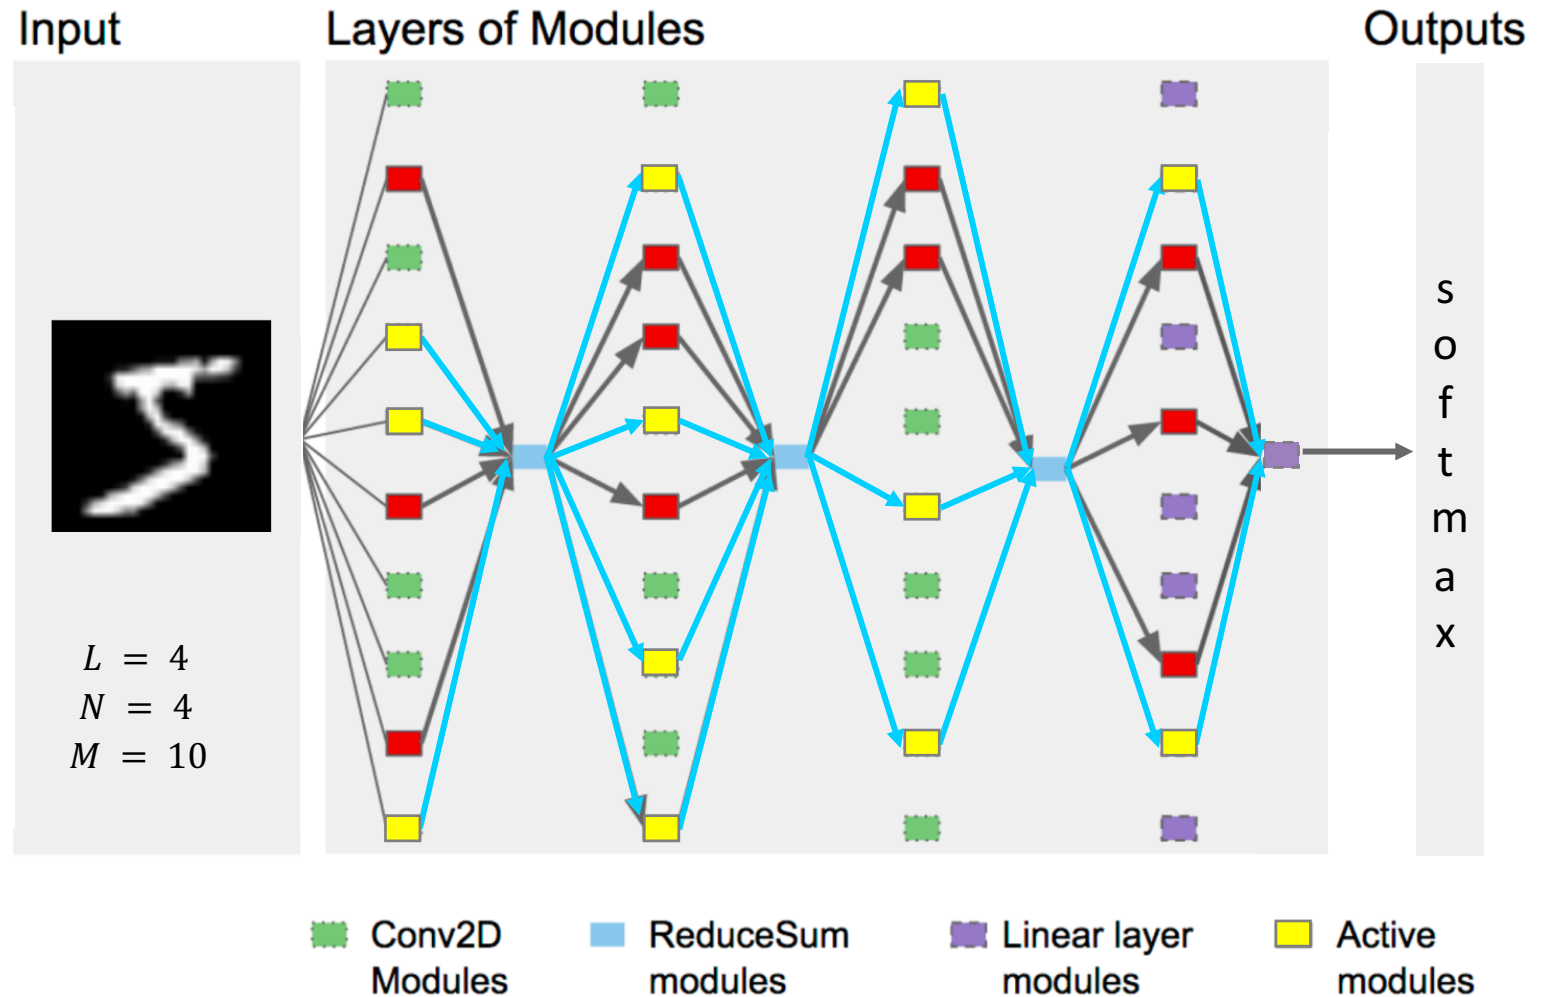 Input
Layers of Modules
Outputs
L = 4
N = 4
M = 10
s
o
f
t
m
a
x
Conv2D
Modules
ReduceSum
modules
Linear layer
modules
Active
modules